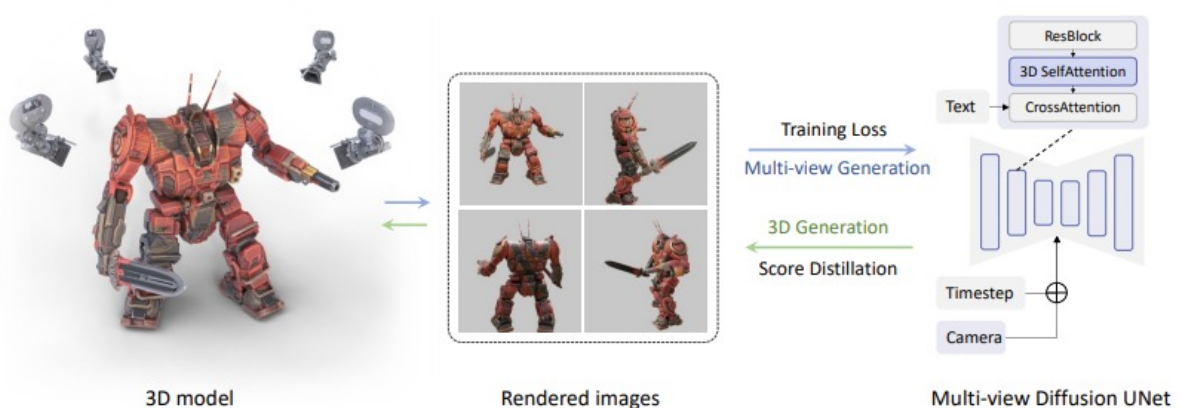 ResBlock
3D SelfAttention
Text
CrossAttention
Training Loss
Multi-view Generation
3D Generation
Score Distillation
Timestep
Camera
3D model
Rendered images
Multi-view Diffusion UNet